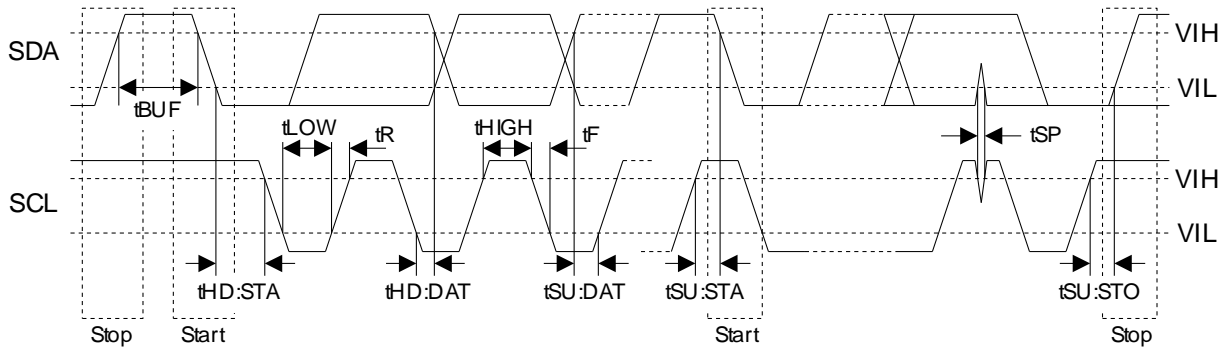 SDA
VIH
VIL
tBUF
tLOW
tR
tHIGH
tF
tSP
SCL
VIH
VIL
tHD:STA
tHD:DAT
tSU:DAT
tSU:STA
tSU:STO
Stop
Start
Start
Stop